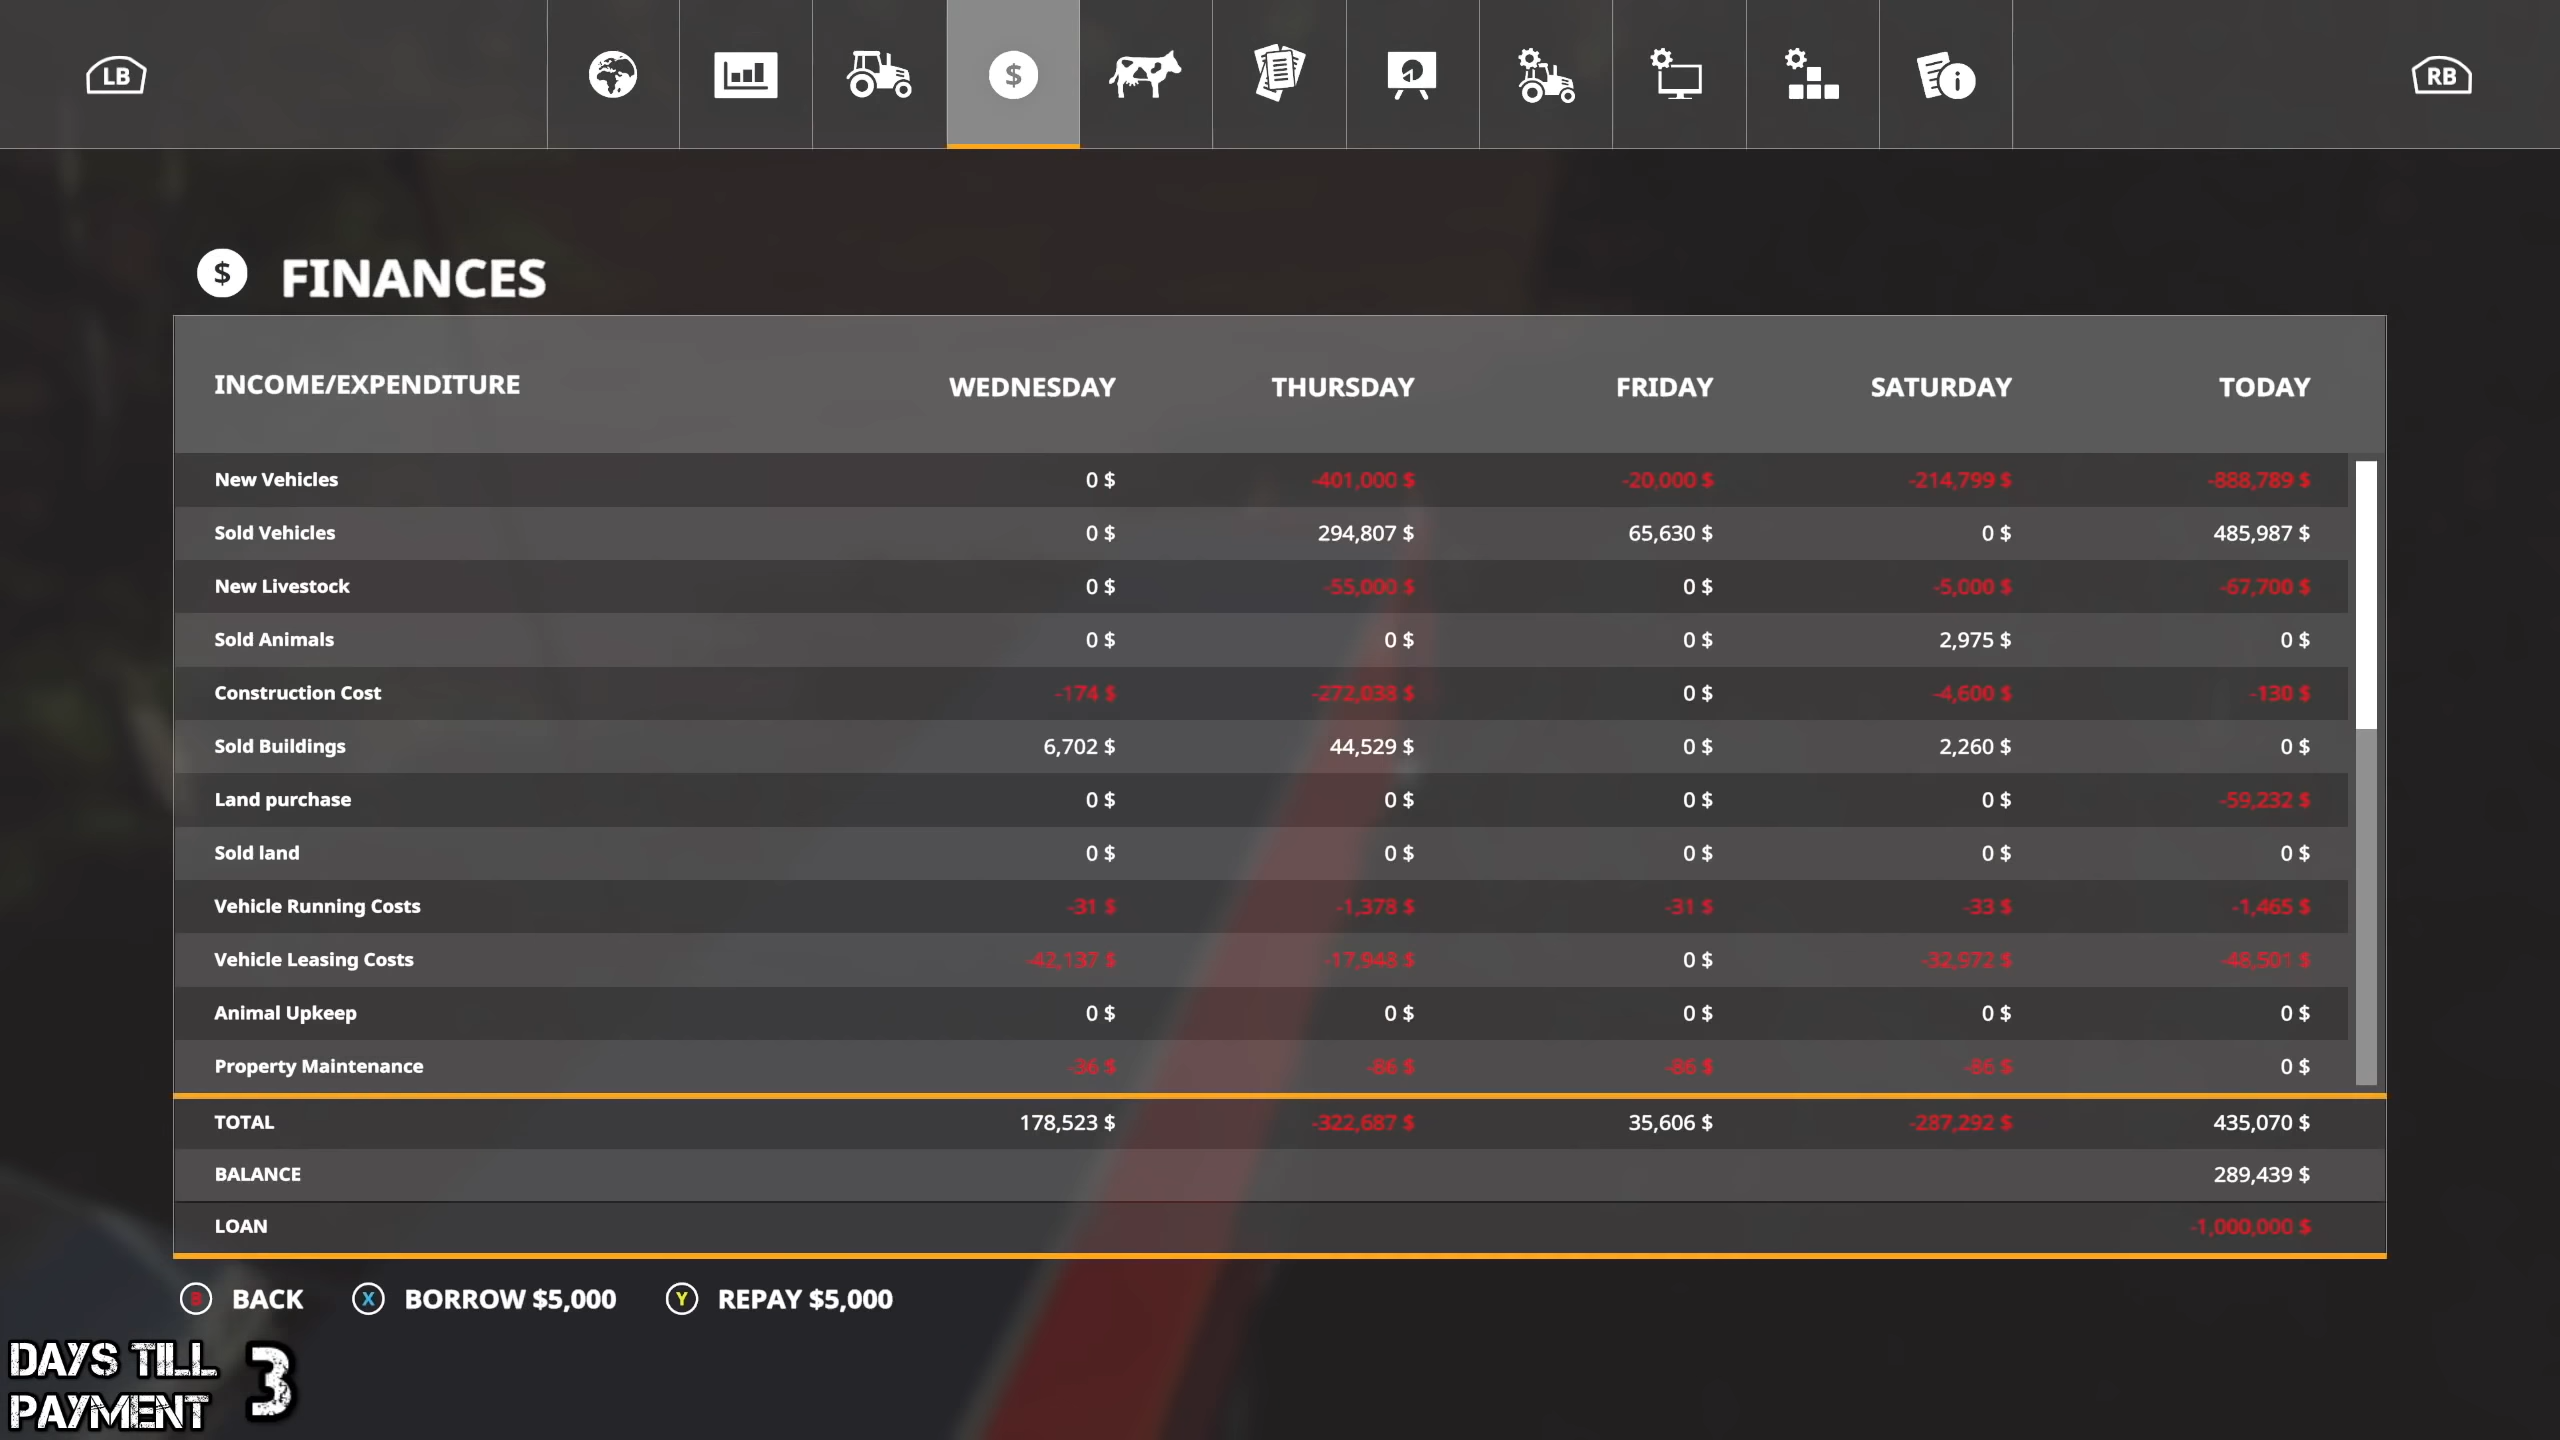 LB
RB
$ FINANCES
INCOME/EXPENDITURE WEDNESDAY THURSDAY FRIDAY SATURDAY TODAY
New Vehicles 0 $ -401,000 $ -20,000 $ -214,799 $ -888,789 $
Sold Vehicles 0 $ 294,807 $ 65,630 $ 0 $ 485,987 $
New Livestock 0 $ -55,000 $ 0 $ -5,000 $ -67,700 $
Sold Animals 0 $ 0 $ 0 $ 2,975 $ 0 $
Construction Cost -174 $ -272,038 $ 0 $ -4,600 $ -130 $
Sold Buildings 6,702 $ 44,529 $ 0 $ 2,260 $ 0 $
Land purchase 0 $ 0 $ 0 $ 0 $ -59,232 $
Sold land 0 $ 0 $ 0 $ 0 $ 0 $
Vehicle Running Costs -31 $ -1,378 $ -31 $ -33 $ -1,465 $
Vehicle Leasing Costs -42,137 $ -17,948 $ 0 $ -32,972 $ -48,501 $
Animal Upkeep 0 $ 0 $ 0 $ 0 $ 0 $
Property Maintenance -36 $ -86 $ -86 $ -86 $ 0 $
TOTAL 178,523 $ -322,687 $ 35,606 $ -287,292 $ 435,070 $
BALANCE 289,439 $
LOAN -1,000,000 $
B BACK X BORROW $5,000 Y REPAY $5,000
DAYS TILL
PAYMENT 3